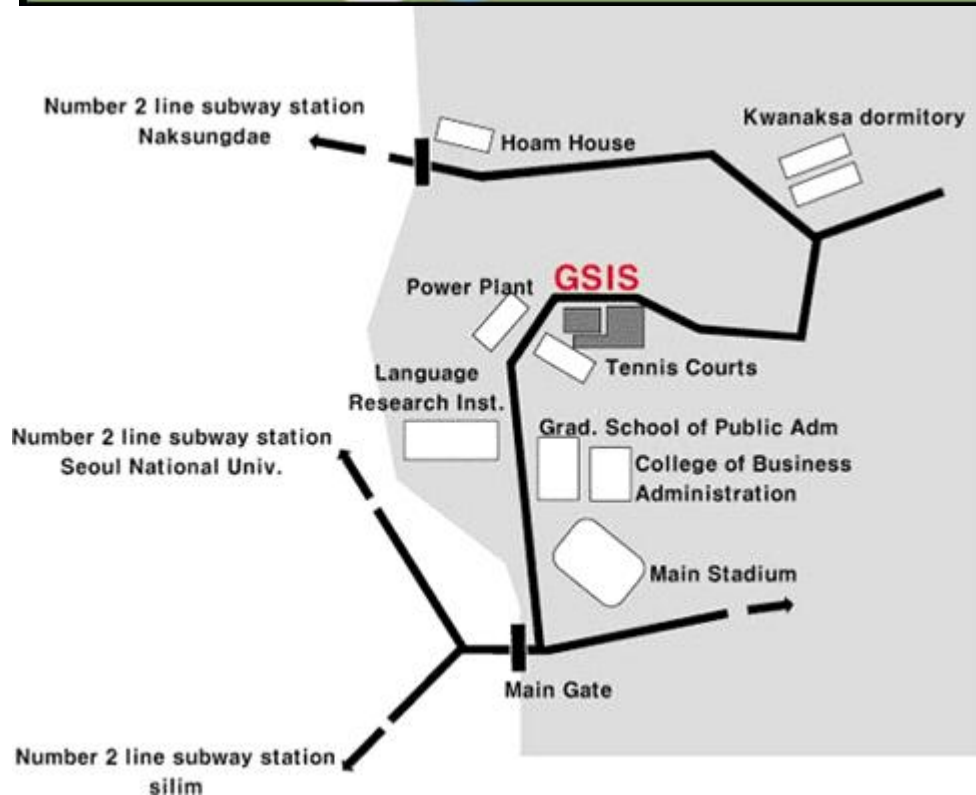 Number 2 line subway station
Naksungdae
Hoam House
Kwanaksa dormitory
GSIS
Power Plant
Tennis Courts
Language
Research Inst.
Grad. School of Public Adm
College of Business
Administration
Number 2 line subway station
Seoul National Univ.
Main Stadium
Main Gate
Number 2 line subway station
silim